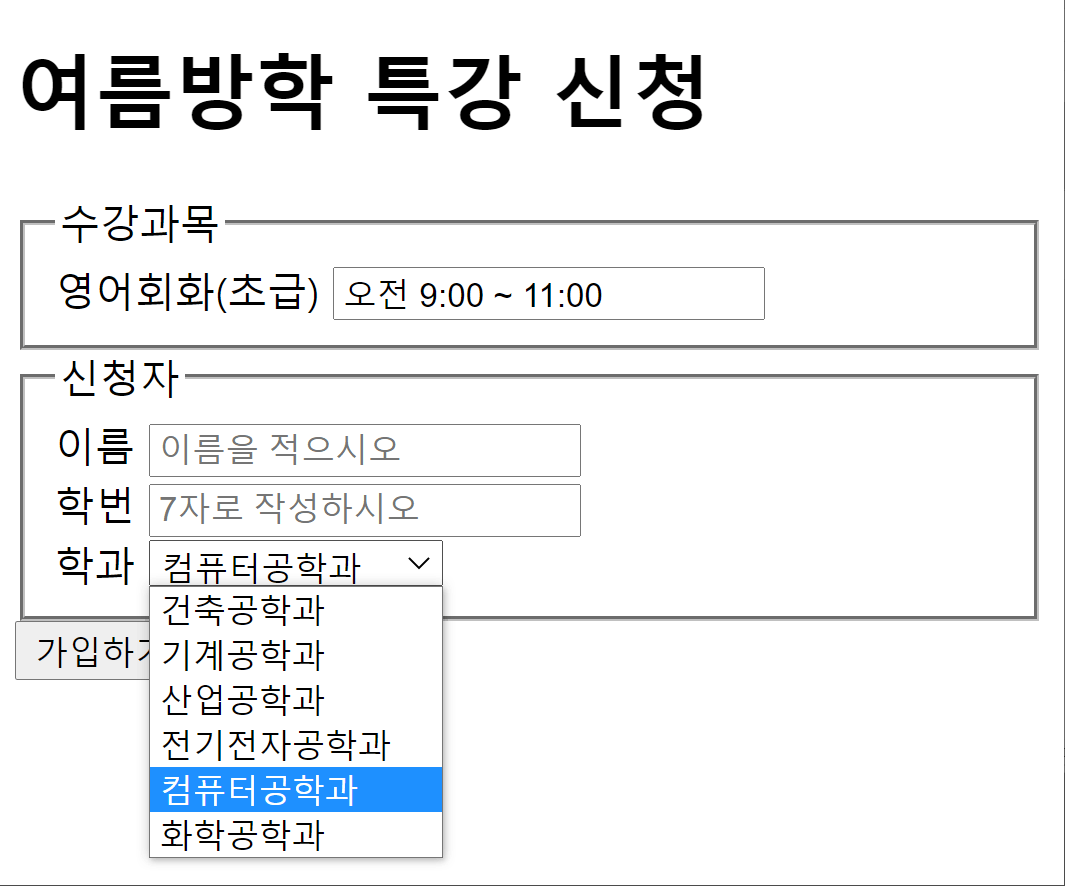 여름방학 특강 신청
수강과목
영어회화(초급) 오전 9:00 ~ 11:00
신청자
이름 이름을 적으시오
학번 7자로 작성하시오
학과 컴퓨터공학과
건축공학과
가입하 기계공학과
산업공학과
전기전자공학과
컴퓨터공학과
화학공학과